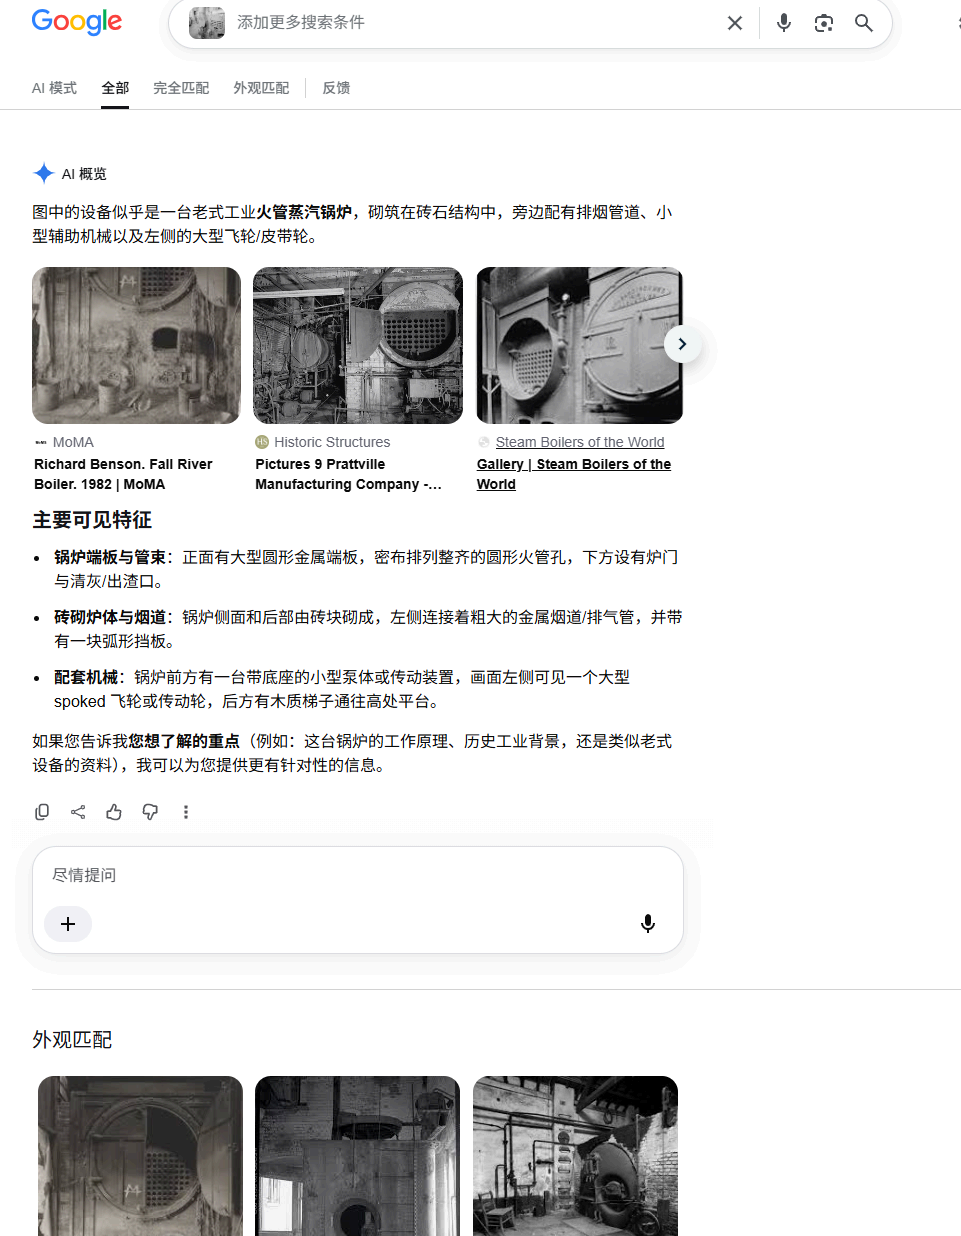 Google
添加更多搜索条件
AI 模式
全部
完全匹配
外观匹配
反馈
AI 概览
图中的设备似乎是一台老式工业火管蒸汽锅炉，砌筑在砖石结构中，旁边配有排烟管道、小
型辅助机械以及左侧的大型飞轮/皮带轮。
MoMA
Richard Benson. Fall River
Boiler. 1982 | MoMA
HS
Historic Structures
Pictures 9 Prattville
Manufacturing Company -...
Steam Boilers of the World
Gallery | Steam Boilers of the
World
主要可见特征
• 锅炉端板与管束：正面有大型圆形金属端板，密布排列整齐的圆形火管孔，下方设有炉门
与清灰/出渣口。
• 砖砌炉体与烟道：锅炉侧面和后部由砖块砌成，左侧连接着粗大的金属烟道/排气管，并带
有一块弧形挡板。
• 配套机械：锅炉前方有一台带底座的小型泵体或传动装置，画面左侧可见一个大型
spoked 飞轮或传动轮，后方有木质梯子通往高处平台。
如果您告诉我您想了解的重点（例如：这台锅炉的工作原理、历史工业背景，还是类似老式
设备的资料），我可以为您提供更有针对性的信息。
尽情提问
外观匹配